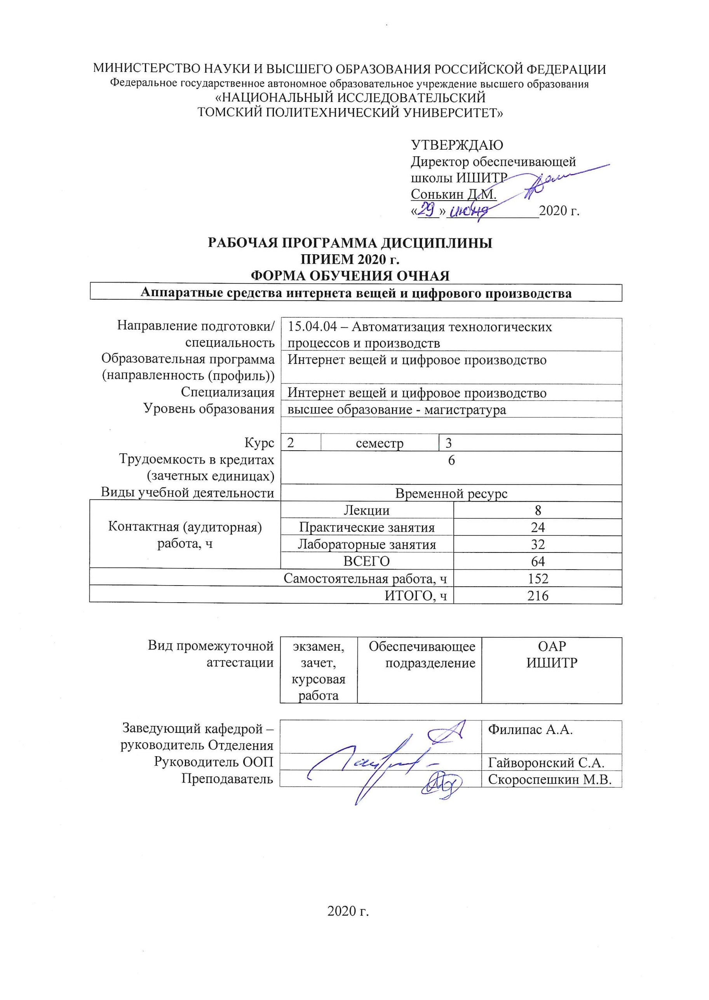 МИНИСТЕРСТВО НАУКИ И ВЫСШЕГО ОБРАЗОВАНИЯ РОССИЙСКОЙ ФЕДЕРАЦИИ
Федеральное государственное автономное образовательное учреждение высшего образования
«НАЦИОНАЛЬНЫЙ ИССЛЕДОВАТЕЛЬСКИЙ
ТОМСКИЙ ПОЛИТЕХНИЧЕСКИЙ УНИВЕРСИТЕТ»
УТВЕРЖДАЮ
Директор обеспечивающей
школы ИШИТР
Сонькин Д.М.
«29» июня 2020 г.
РАБОЧАЯ ПРОГРАММА ДИСЦИПЛИНЫ
ПРИЕМ 2020 г.
ФОРМА ОБУЧЕНИЯ ОЧНАЯ
Аппаратные средства интернета вещей и цифрового производства
Направление подготовки/ 15.04.04 – Автоматизация технологических
специальность процессов и производств
Образовательная программа Интернет вещей и цифровое производство
(направленность (профиль))
Специализация Интернет вещей и цифровое производство
Уровень образования высшее образование - магистратура
Курс 2 семестр 3
Трудоемкость в кредитах 6
(зачетных единицах)
Виды учебной деятельности Временной ресурс
Контактная (аудиторная)
работа, ч
Лекции 8
Практические занятия 24
Лабораторные занятия 32
ВСЕГО 64
Самостоятельная работа, ч 152
ИТОГО, ч 216
Вид промежуточной
аттестации
экзамен,
зачет,
курсовая
работа
Обеспечивающее
подразделение
ОАР
ИШИТР
Заведующий кафедрой – Филипас А.А.
руководитель Отделения
Руководитель ООП Гайворонский С.А.
Преподаватель Скороспешкин М.В.
2020 г.